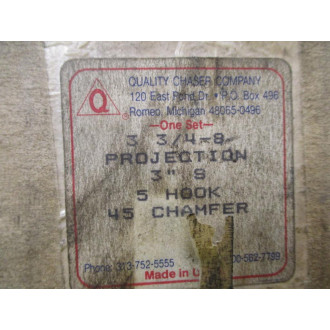 QUALITY CHASER COMPANY
120 East Pond Dr. • P.O. Box 496
Romeo, Michigan 48065-0496
Q
®
—One Set—
3 3/4-8
PROJECTION
3" S
5 HOOK
45 CHAMFER
Phone: 313-752-5555
Made in U